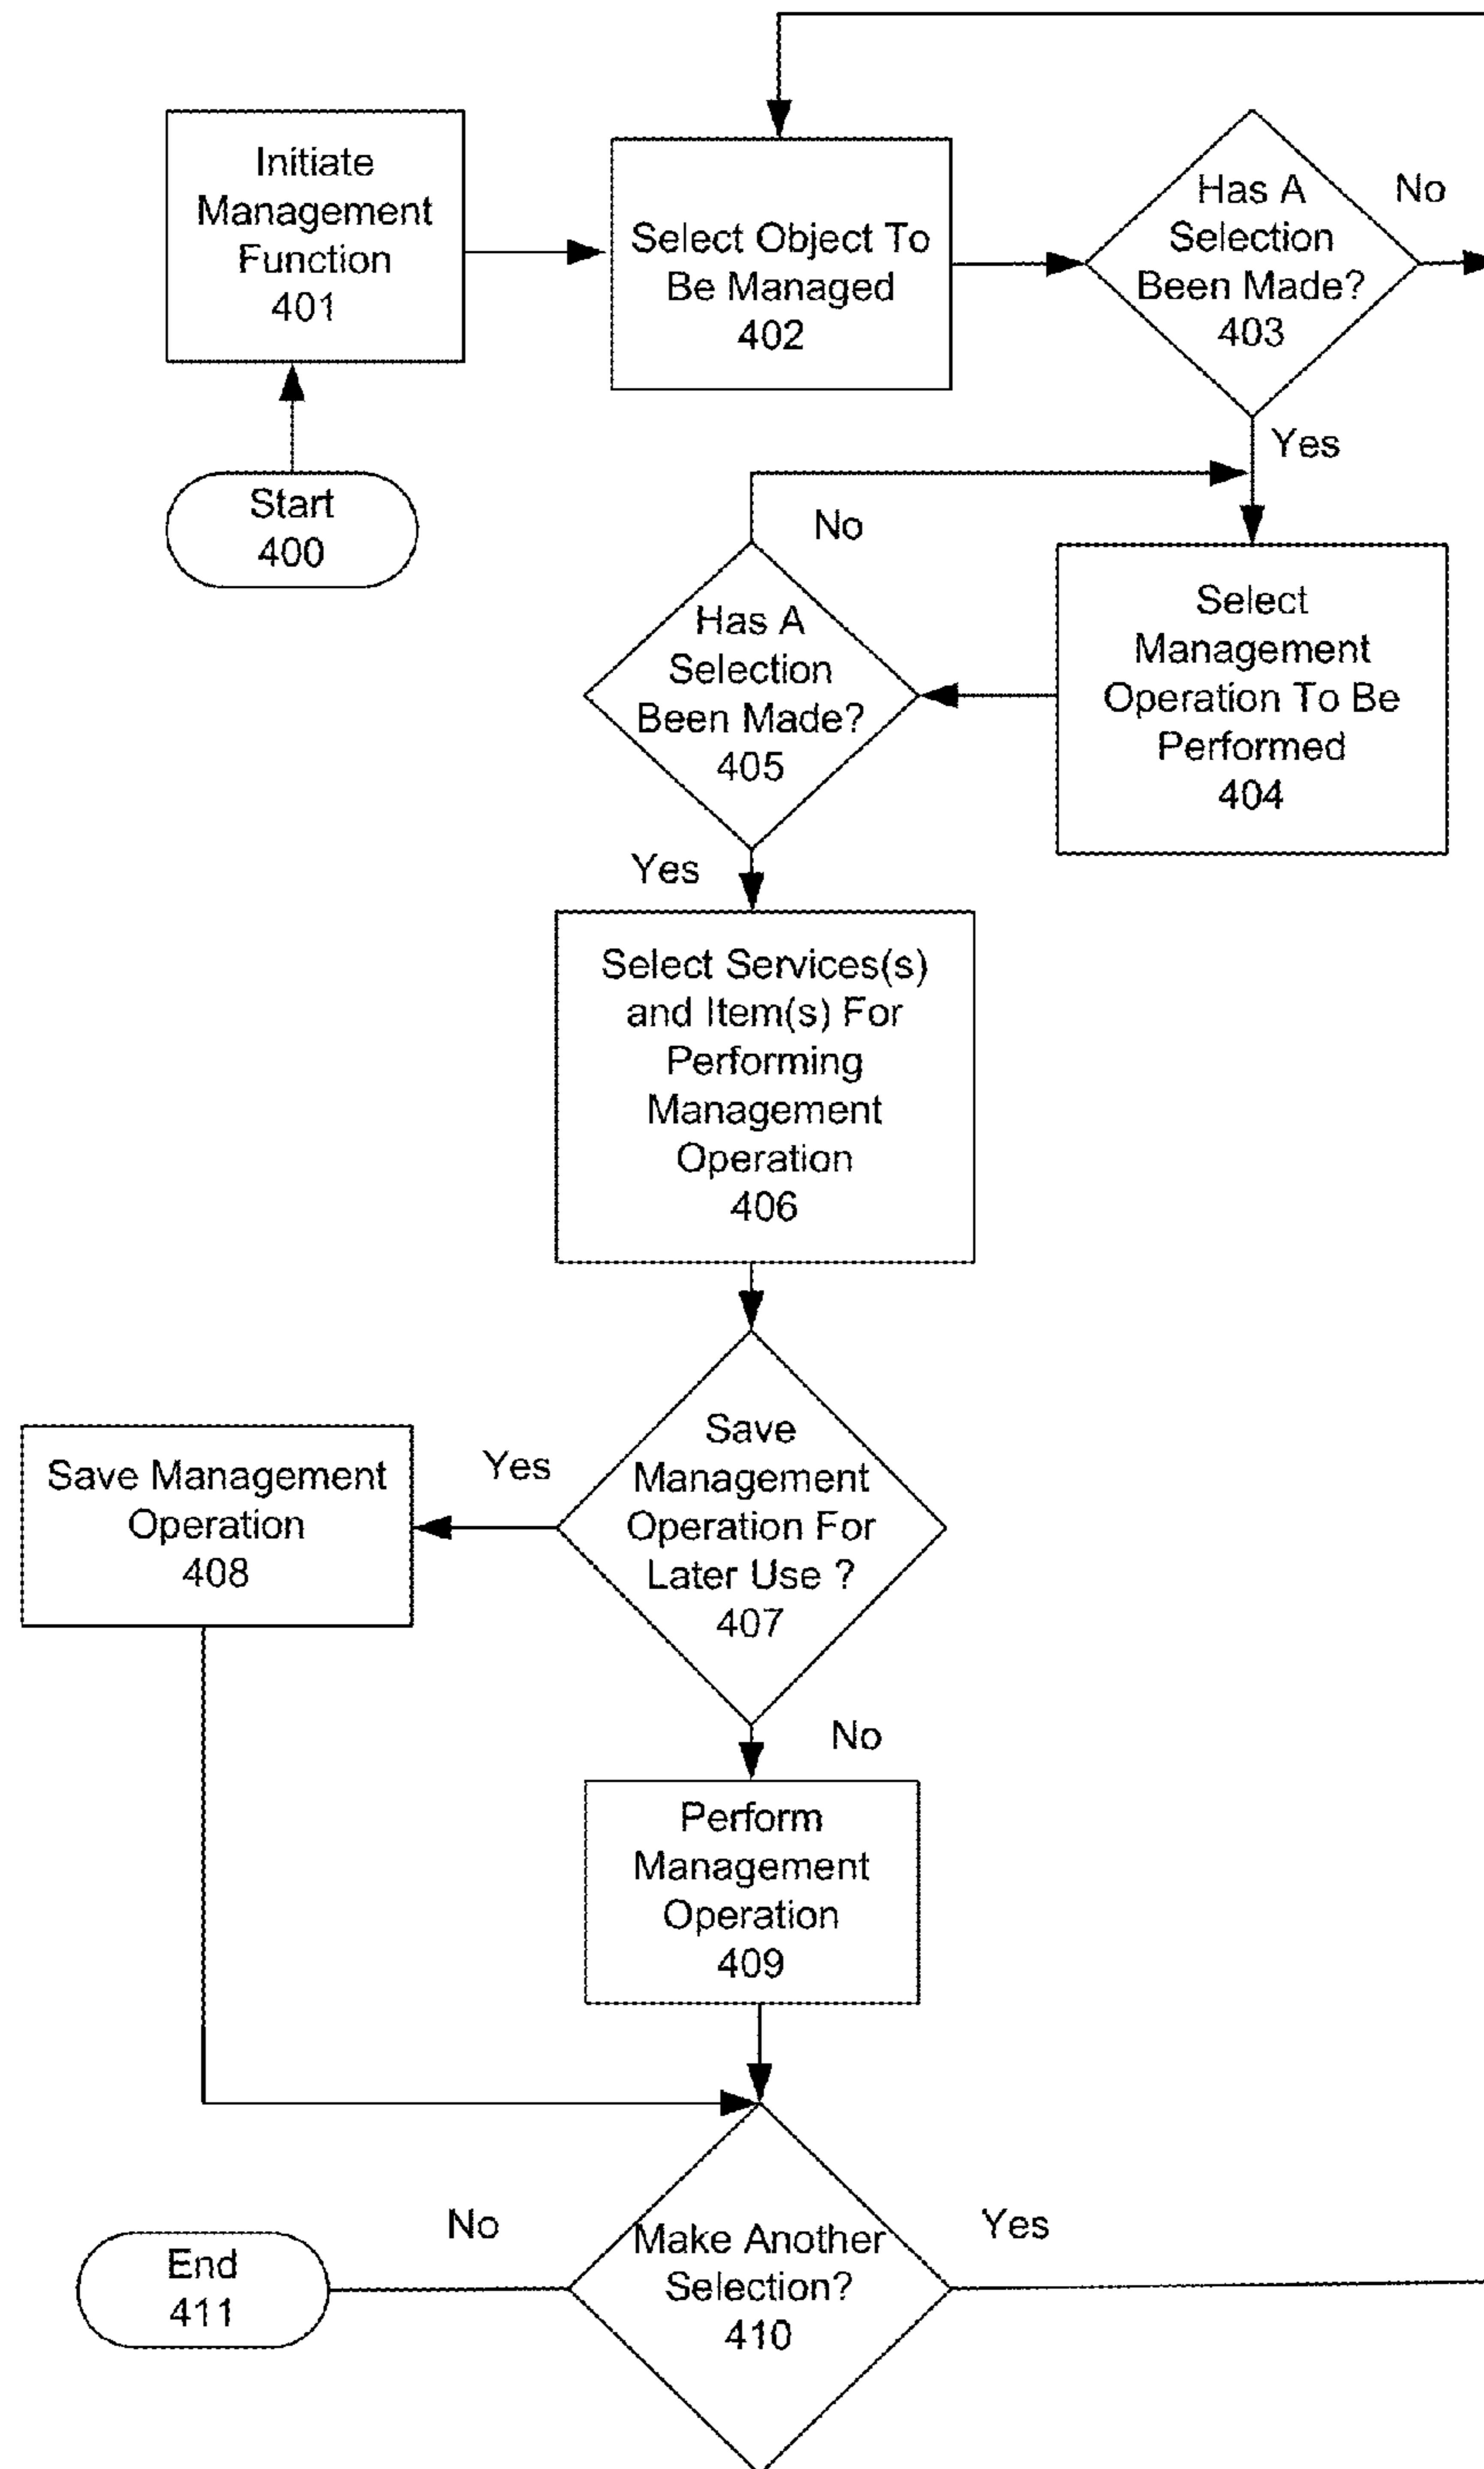 Initiate
Management
Function
401
Select Object To
Be Managed
402
Has A
Selection
Been Made?
403
No
Yes
Start
400
No
Has A
Selection
Been Made?
405
Select
Management
Operation To Be
Performed
404
Yes
Select Services(s)
and Item(s) For
Performing
Management
Operation
406
Save Management
Operation
408
Yes
Save
Management
Operation For
Later Use ?
407
No
Perform
Management
Operation
409
No
Yes
End
411
Make Another
Selection?
410